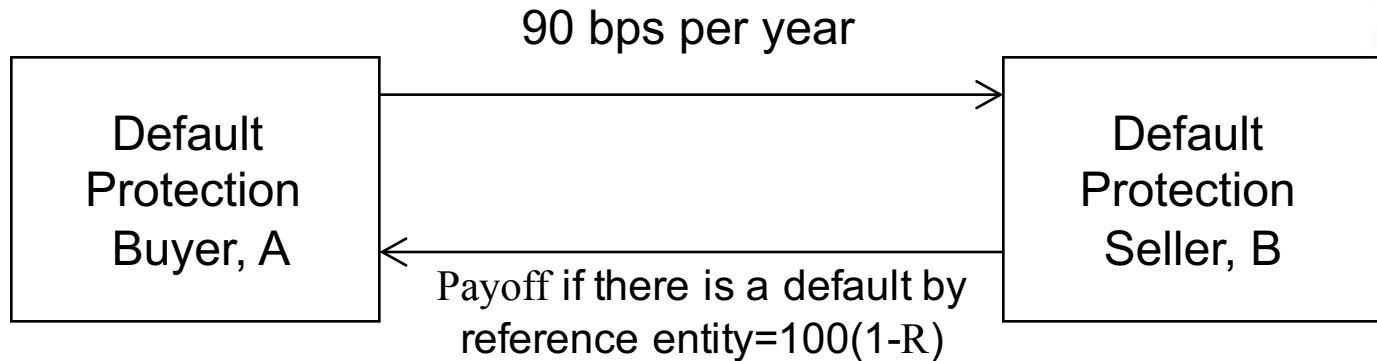 90 bps per year
Default
Protection
Buyer, A
Default
Protection
Seller, B
Payoff if there is a default by
reference entity=100(1-R)